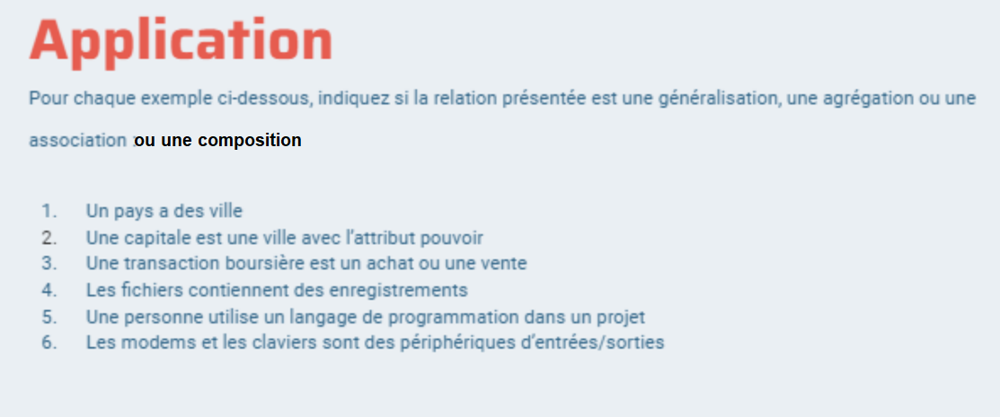 Application
Pour chaque exemple ci-dessous, indiquez si la relation présentée est une généralisation, une agrégation ou une
association :ou une composition
1. Un pays a des ville
2. Une capitale est une ville avec l'attribut pouvoir
3. Une transaction boursière est un achat ou une vente
4. Les fichiers contiennent des enregistrements
5. Une personne utilise un langage de programmation dans un projet
6. Les modems et les claviers sont des périphériques d'entrées/sorties